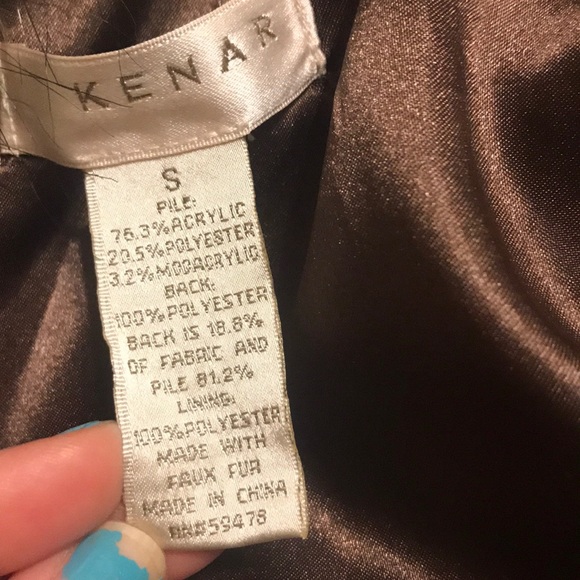 KENAR
S
PILE:
76.3%ACRYLIC
20.5%POLYESTER
3.2%MODACRYLIC
BACK:
100%POLYESTER
BACK IS 18.8%
OF FABRIC AND
PILE 81.2%
LINING:
100%POLYESTER
MADE WITH
FAUX FUR
MADE IN CHINA
RN#59478